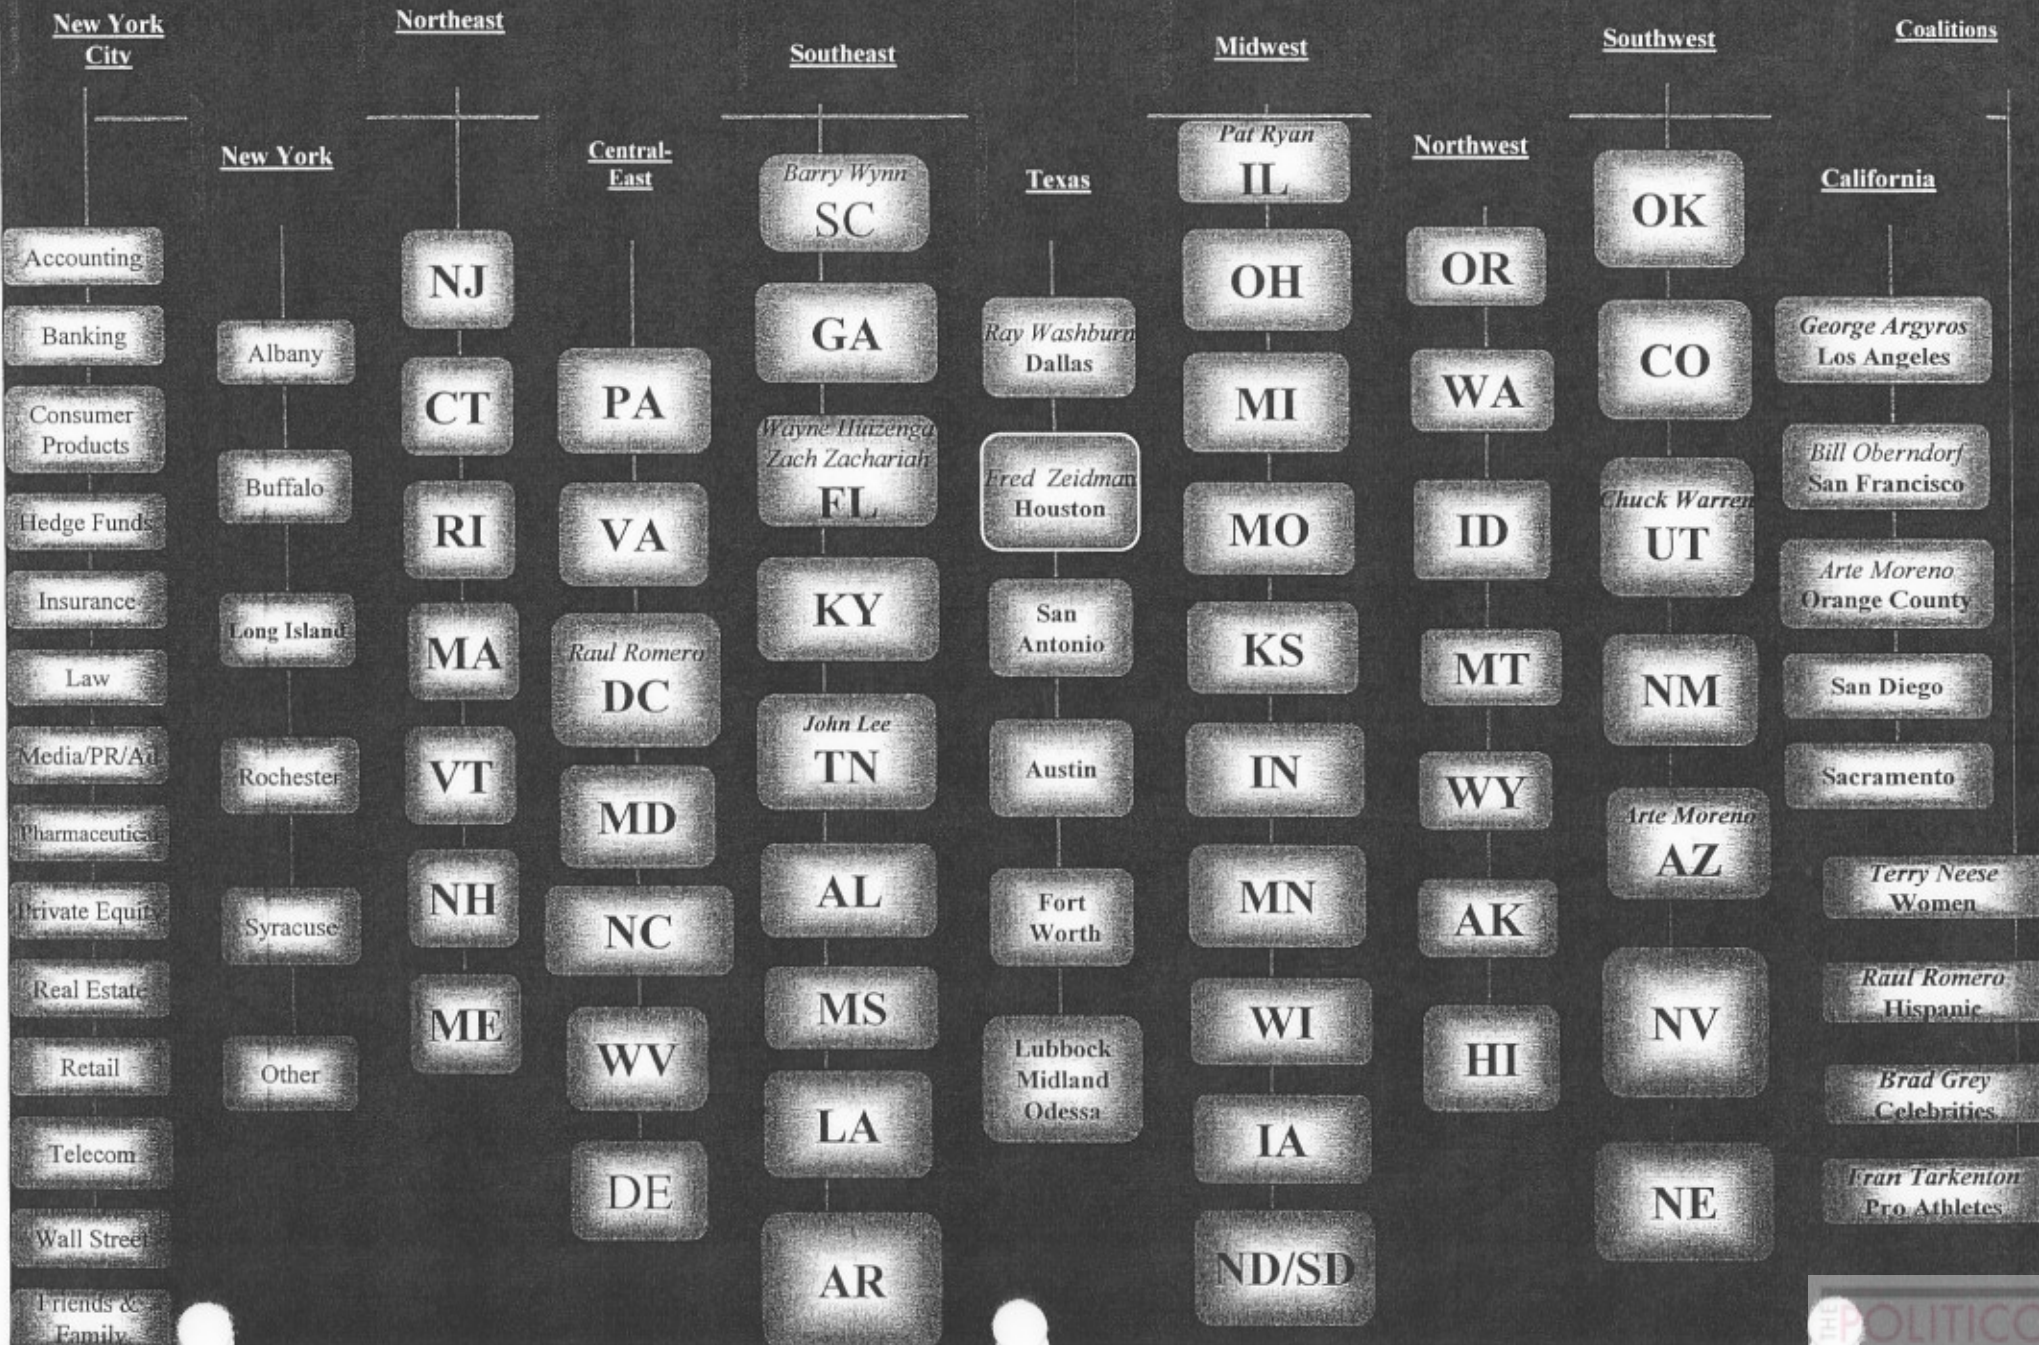 New York
City
Accounting
Banking
Consumer
Products
Hedge Funds
Insurance
Law
Media/PR/Ad
Pharmaceutical
Private Equity
Real Estate
Retail
Telecom
Wall Street
Friends &
Family
New York
Albany
Buffalo
Long Island
Rochester
Syracuse
Other
Northeast
NJ
CT
RI
MA
VT
NH
ME
Central-
East
PA
VA
Raul Romero
DC
MD
NC
WV
DE
Southeast
Barry Wynn
SC
GA
Wayne Huizenga
Zach Zachariah
FL
KY
John Lee
TN
AL
MS
LA
AR
Texas
Ray Washburn
Dallas
Fred Zeidman
Houston
San
Antonio
Austin
Fort
Worth
Lubbock
Midland
Odessa
Midwest
Pat Ryan
IL
OH
MI
MO
KS
IN
MN
WI
IA
ND/SD
Northwest
OR
WA
ID
MT
WY
AK
HI
Southwest
OK
CO
Chuck Warren
UT
NM
Arte Moreno
AZ
NV
NE
California
George Argyros
Los Angeles
Bill Oberndorf
San Francisco
Arte Moreno
Orange County
San Diego
Sacramento
Coalitions
Terry Neese
Women
Raul Romero
Hispanic
Brad Grey
Celebrities
Fran Tarkenton
Pro Athletes
THE POLITICO